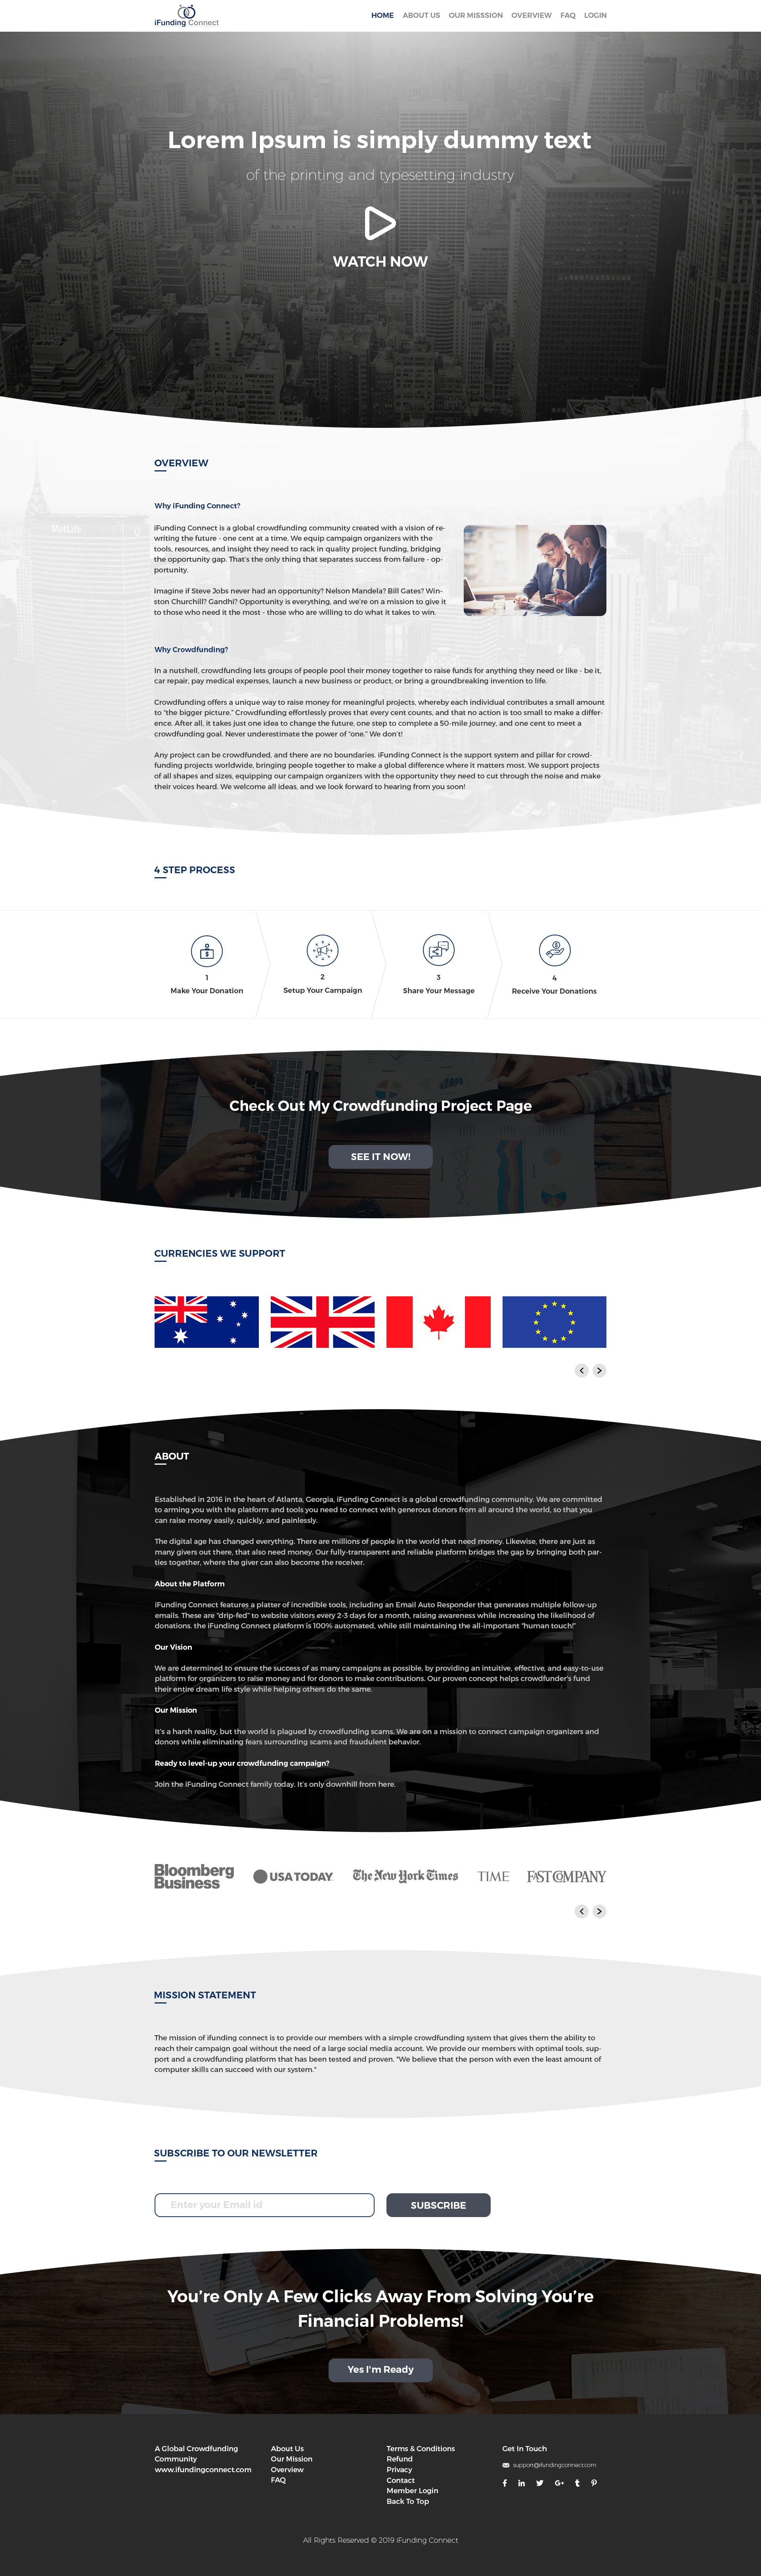 iFunding Connect
HOME ABOUT US OUR MISSSION OVERVIEW FAQ LOGIN
Lorem Ipsum is simply dummy text
of the printing and typesetting industry
WATCH NOW
OVERVIEW
MetLife
Why iFunding Connect?
iFunding Connect is a global crowdfunding community created with a vision of re-
writing the future - one cent at a time. We equip campaign organizers with the
tools, resources, and insight they need to rack in quality project funding, bridging
the opportunity gap. That's the only thing that separates success from failure - op-
portunity.
Imagine if Steve Jobs never had an opportunity? Nelson Mandela? Bill Gates? Win-
ston Churchill? Gandhi? Opportunity is everything, and we're on a mission to give it
to those who need it the most - those who are willing to do what it takes to win.
Why Crowdfunding?
In a nutshell, crowdfunding lets groups of people pool their money together to raise funds for anything they need or like - be it,
car repair, pay medical expenses, launch a new business or product, or bring a groundbreaking invention to life.
Crowdfunding offers a unique way to raise money for meaningful projects, whereby each individual contributes a small amount
to "the bigger picture." Crowdfunding effortlessly proves that every cent counts, and that no action is too small to make a differ-
ence. After all, it takes just one idea to change the future, one step to complete a 50-mile journey, and one cent to meet a
crowdfunding goal. Never underestimate the power of "one." We don't!
Any project can be crowdfunded, and there are no boundaries. iFunding Connect is the support system and pillar for crowd-
funding projects worldwide, bringing people together to make a global difference where it matters most. We support projects
of all shapes and sizes, equipping our campaign organizers with the opportunity they need to cut through the noise and make
their voices heard. We welcome all ideas, and we look forward to hearing from you soon!
4 STEP PROCESS
1
Make Your Donation
2
Setup Your Campaign
3
Share Your Message
4
Receive Your Donations
Check Out My Crowdfunding Project Page
SEE IT NOW!
CURRENCIES WE SUPPORT
ABOUT
Established in 2016 in the heart of Atlanta, Georgia, iFunding Connect is a global crowdfunding community. We are committed
to arming you with the platform and tools you need to connect with generous donors from all around the world, so that you
can raise money easily, quickly, and painlessly.
The digital age has changed everything. There are millions of people in the world that need money. Likewise, there are just as
many givers out there, that also need money. Our fully-transparent and reliable platform bridges the gap by bringing both par-
ties together, where the giver can also become the receiver.
About the Platform
iFunding Connect features a platter of incredible tools, including an Email Auto Responder that generates multiple follow-up
emails. These are "drip-fed" to website visitors every 2-3 days for a month, raising awareness while increasing the likelihood of
donations. the iFunding Connect platform is 100% automated, while still maintaining the all-important "human touch!"
Our Vision
We are determined to ensure the success of as many campaigns as possible, by providing an intuitive, effective, and easy-to-use
platform for organizers to raise money and for donors to make contributions. Our proven concept helps crowdfunder's fund
their entire dream life style while helping others do the same.
Our Mission
It's a harsh reality, but the world is plagued by crowdfunding scams. We are on a mission to connect campaign organizers and
donors while eliminating fears surrounding scams and fraudulent behavior.
Ready to level-up your crowdfunding campaign?
Join the iFunding Connect family today. It's only downhill from here.
Bloomberg
Business
USA TODAY
The New York Times
TIME
FAST COMPANY
MISSION STATEMENT
The mission of ifunding connect is to provide our members with a simple crowdfunding system that gives them the ability to
reach their campaign goal without the need of a large social media account. We provide our members with optimal tools, sup-
port and a crowdfunding platform that has been tested and proven. "We believe that the person with even the least amount of
computer skills can succeed with our system."
SUBSCRIBE TO OUR NEWSLETTER
Enter your Email id
SUBSCRIBE
You're Only A Few Clicks Away From Solving You're
Financial Problems!
Yes I'm Ready
A Global Crowdfunding
Community
www.ifundingconnect.com
About Us
Our Mission
Overview
FAQ
Terms & Conditions
Refund
Privacy
Contact
Member Login
Back To Top
Get In Touch
support@ifundingconnect.com
All Rights Reserved © 2019 iFunding Connect